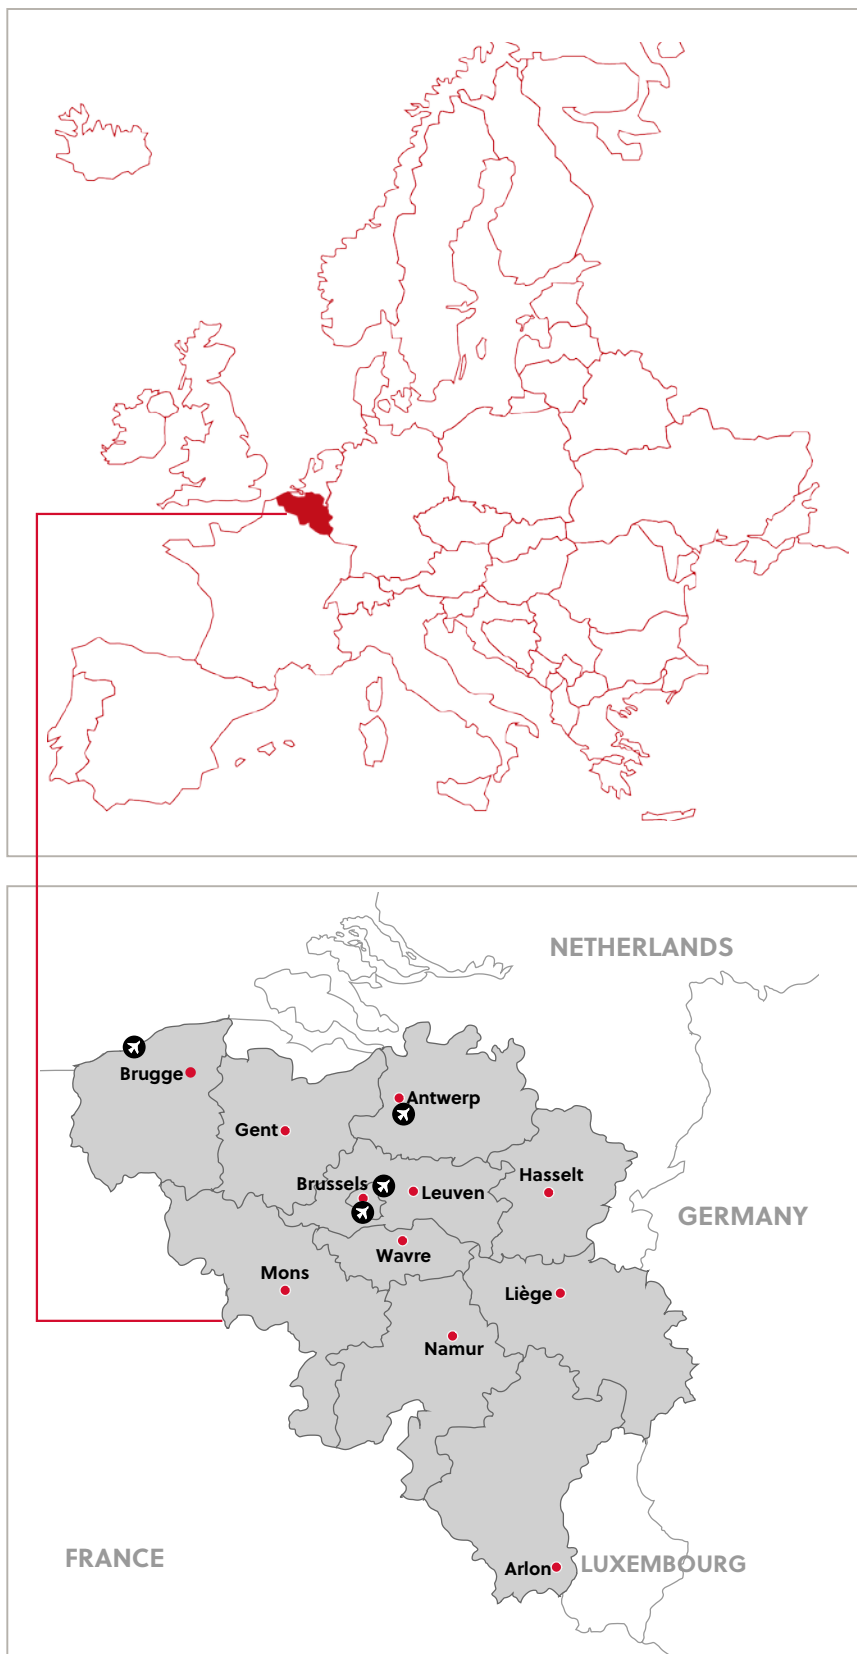 NETHERLANDS
Brugge
Antwerp
Gent
Brussels
Leuven
Hasselt
GERMANY
Wavre
Mons
Liège
Namur
FRANCE
Arlon
LUXEMBOURG